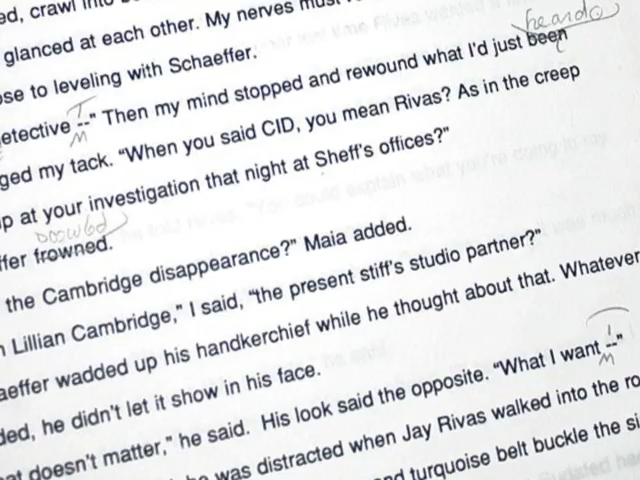 ed, crawl into
glanced at each other. My nerves must
ose to leveling with Schaeffer.
heard
etective --" Then my mind stopped and rewound what I'd just been
1
M
ged my tack. "When you said CID, you mean Rivas? As in the creep
p at your investigation that night at Sheff's offices?"
ffer frowned.
the Cambridge disappearance?" Maia added.
n Lillian Cambridge," I said, "the present stiff's studio partner?"
aeffer wadded up his handkerchief while he thought about that. Whatever
ded, he didn't let it show in his face.
at doesn't matter," he said. His look said the opposite. "What I want --"
1
M
he was distracted when Jay Rivas walked into the ro
nd turquoise belt buckle the si